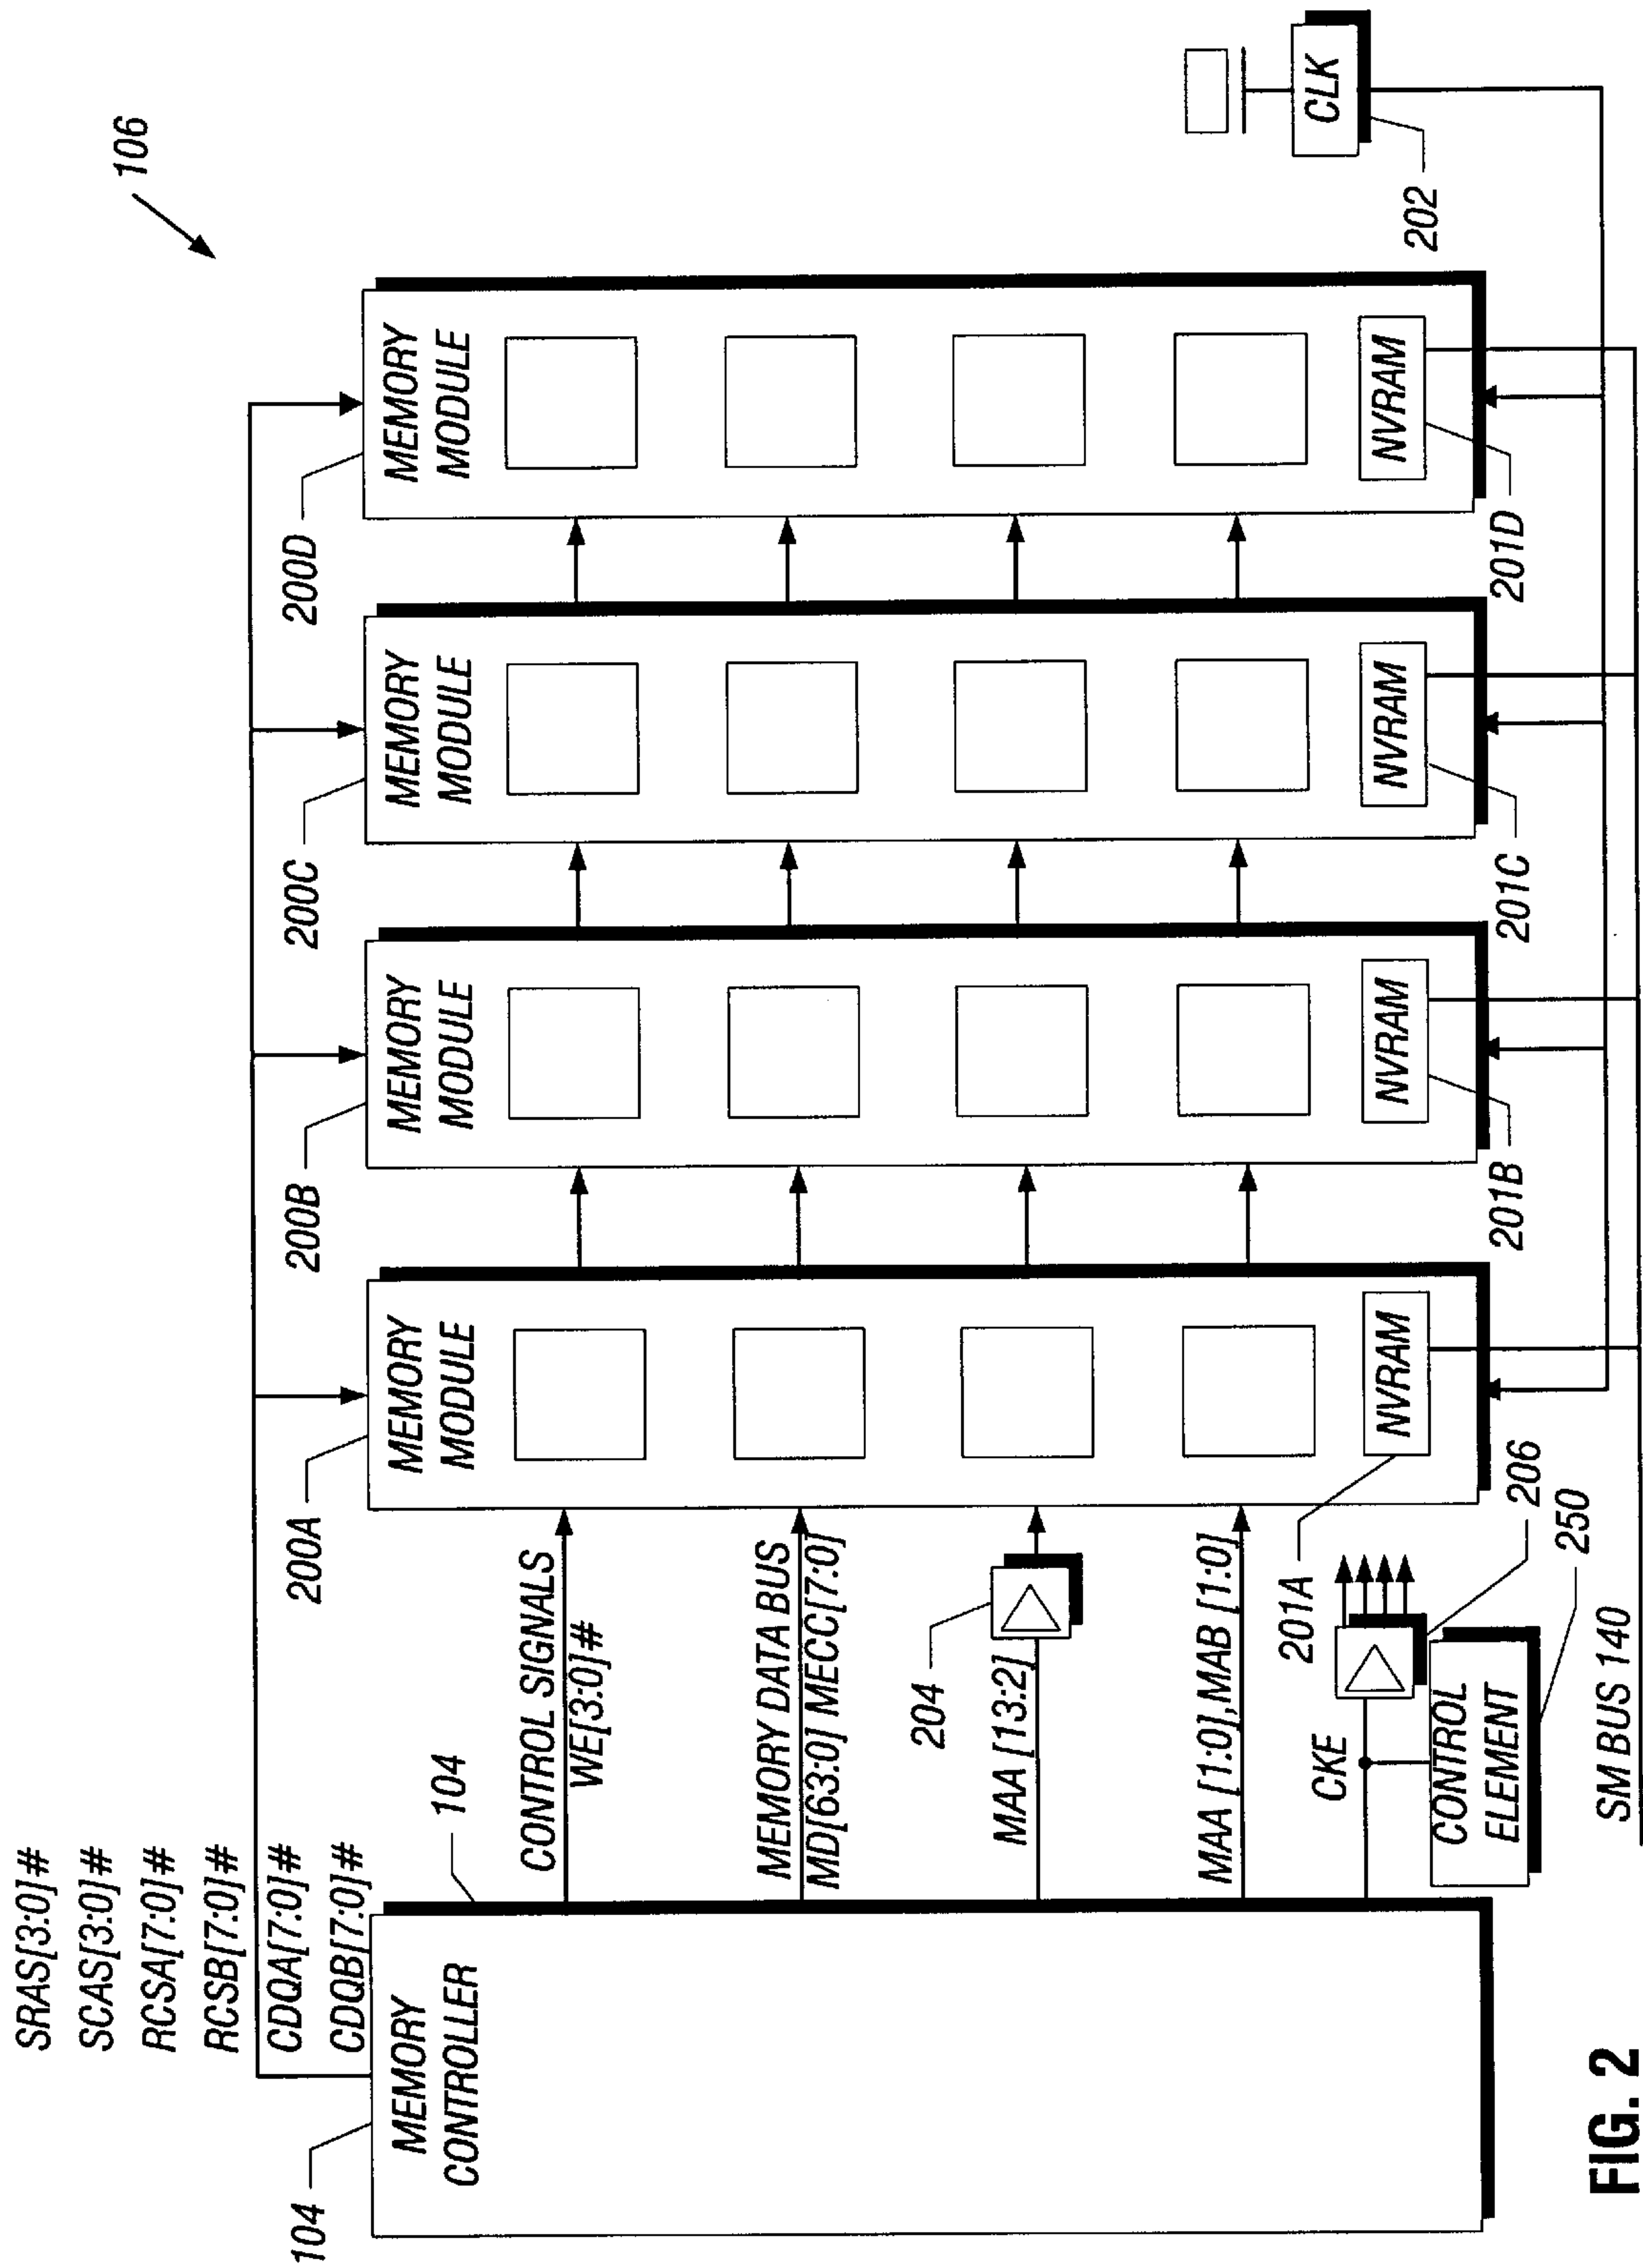 106
SRAS[3:0]#
SCAS[3:0]#
RCSA[7:0]#
RCSB[7:0]#
CDQA[7:0]#
CDQB[7:0]#
104
MEMORY
CONTROLLER
104
CONTROL SIGNALS
WE[3:0]#
MEMORY DATA BUS
MD[63:0] MECC[7:0]
204
MAA [13:2]
MAA [1:0],MAB [1:0]
CKE
CONTROL
ELEMENT
206
250
SM BUS 140
200A
MEMORY
MODULE
NVRAM
201A
200B
MEMORY
MODULE
NVRAM
201B
200C
MEMORY
MODULE
NVRAM
201C
200D
MEMORY
MODULE
NVRAM
201D
CLK
202
FIG. 2